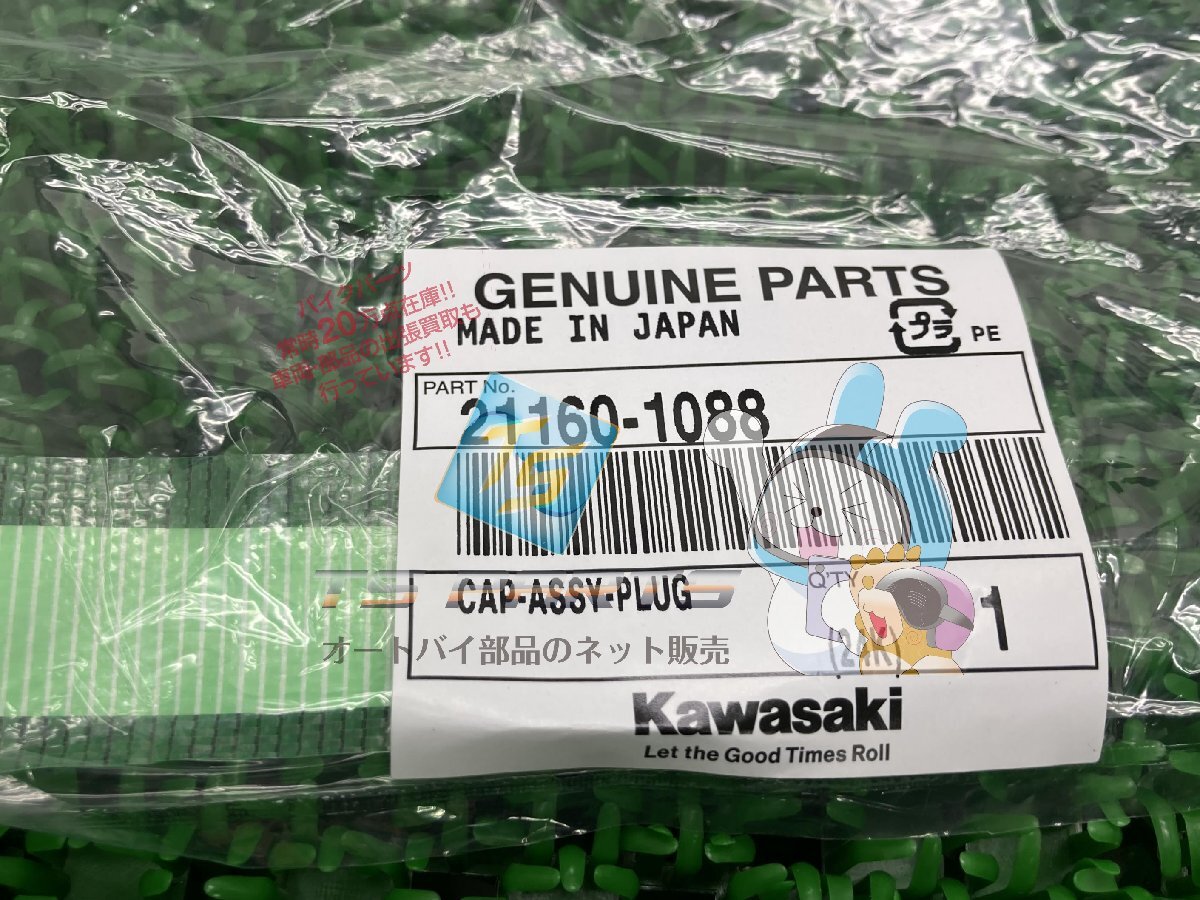 GENUINE PARTS
MADE IN JAPAN
プラ PE
バイクパーツ
常時20万点在庫!!
車両・部品の出張買取も
行っています!!
PART No.
21160-1088
TS
CAP-ASSY-PLUG
Q'TY
1
TS PARTS
オートバイ部品のネット販売
Kawasaki
Let the Good Times Roll